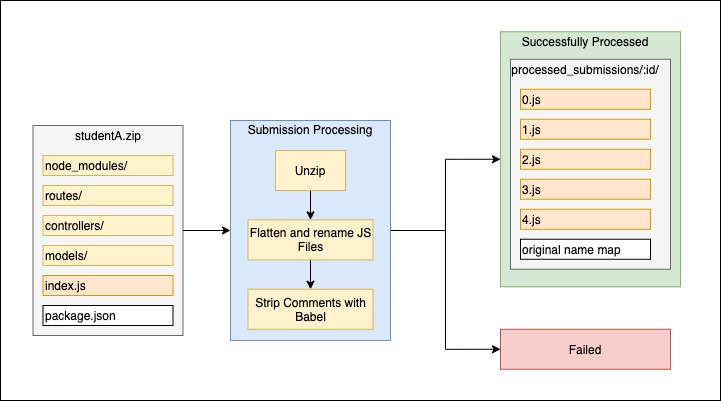 studentA.zip
node_modules/
routes/
controllers/
models/
index.js
package.json
Submission Processing
Unzip
Flatten and rename JS
Files
Strip Comments with
Babel
Successfully Processed
processed_submissions/:id/
0.js
1.js
2.js
3.js
4.js
original name map
Failed